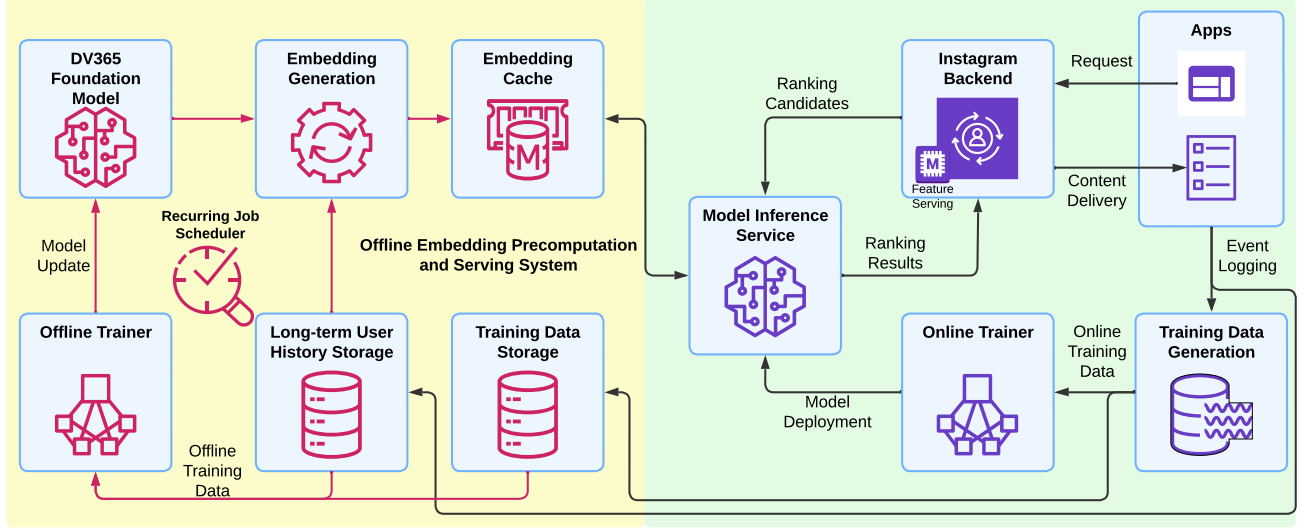 DV365
Foundation
Model
Embedding
Generation
Embedding
Cache
Recurring Job
Scheduler
Model
Update
Offline Embedding Precomputation
and Serving System
Offline Trainer
Long-term User
History Storage
Training Data
Storage
Offline
Training
Data
Ranking
Candidates
Instagram
Backend
M
M
Feature
Serving
Request
Apps
Content
Delivery
Model Inference
Service
Ranking
Results
Event
Logging
Online Trainer
Online
Training
Data
Training Data
Generation
Model
Deployment